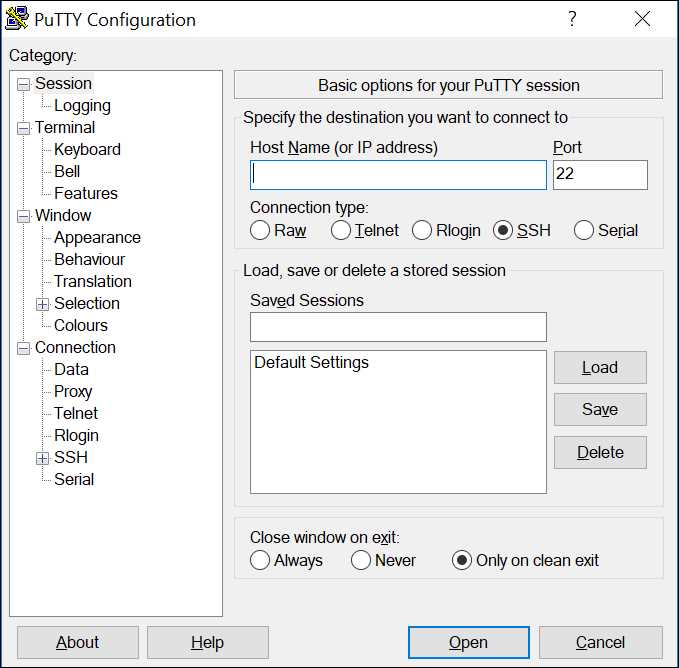 PuTTY Configuration
?
Category:
Session
Logging
Terminal
Keyboard
Bell
Features
Window
Appearance
Behaviour
Translation
Selection
Colours
Connection
Data
Proxy
Telnet
Rlogin
SSH
Serial
Basic options for your PuTTY session
Specify the destination you want to connect to
Host Name (or IP address) Port
22
Connection type:
Raw Telnet Rlogin SSH Serial
Load, save or delete a stored session
Saved Sessions
Default Settings
Load
Save
Delete
Close window on exit:
Always Never Only on clean exit
About Help Open Cancel